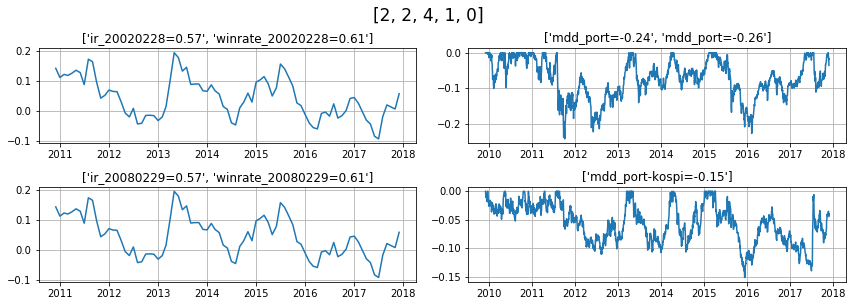 [2, 2, 4, 1, 0]
['ir_20020228=0.57', 'winrate_20020228=0.61']
0.2
0.1
0.0
−0.1
2011 2012 2013 2014 2015 2016 2017 2018
['mdd_port=-0.24', 'mdd_port=-0.26']
0.0
−0.1
−0.2
2010 2011 2012 2013 2014 2015 2016 2017 2018
['ir_20080229=0.57', 'winrate_20080229=0.61']
0.2
0.1
0.0
−0.1
2011 2012 2013 2014 2015 2016 2017 2018
['mdd_port-kospi=-0.15']
0.00
−0.05
−0.10
−0.15
2010 2011 2012 2013 2014 2015 2016 2017 2018